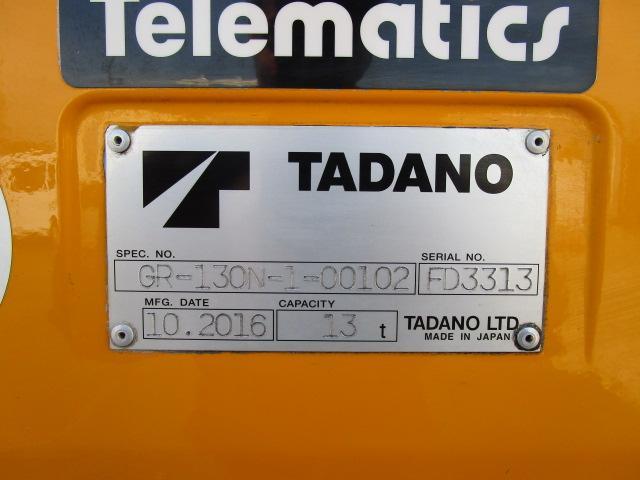 Telematics
TADANO
SPEC. NO. SERIAL NO.
GR-130N-1-00102 FD3313
MFG. DATE CAPACITY
10.2016 13 t TADANO LTD.
MADE IN JAPAN